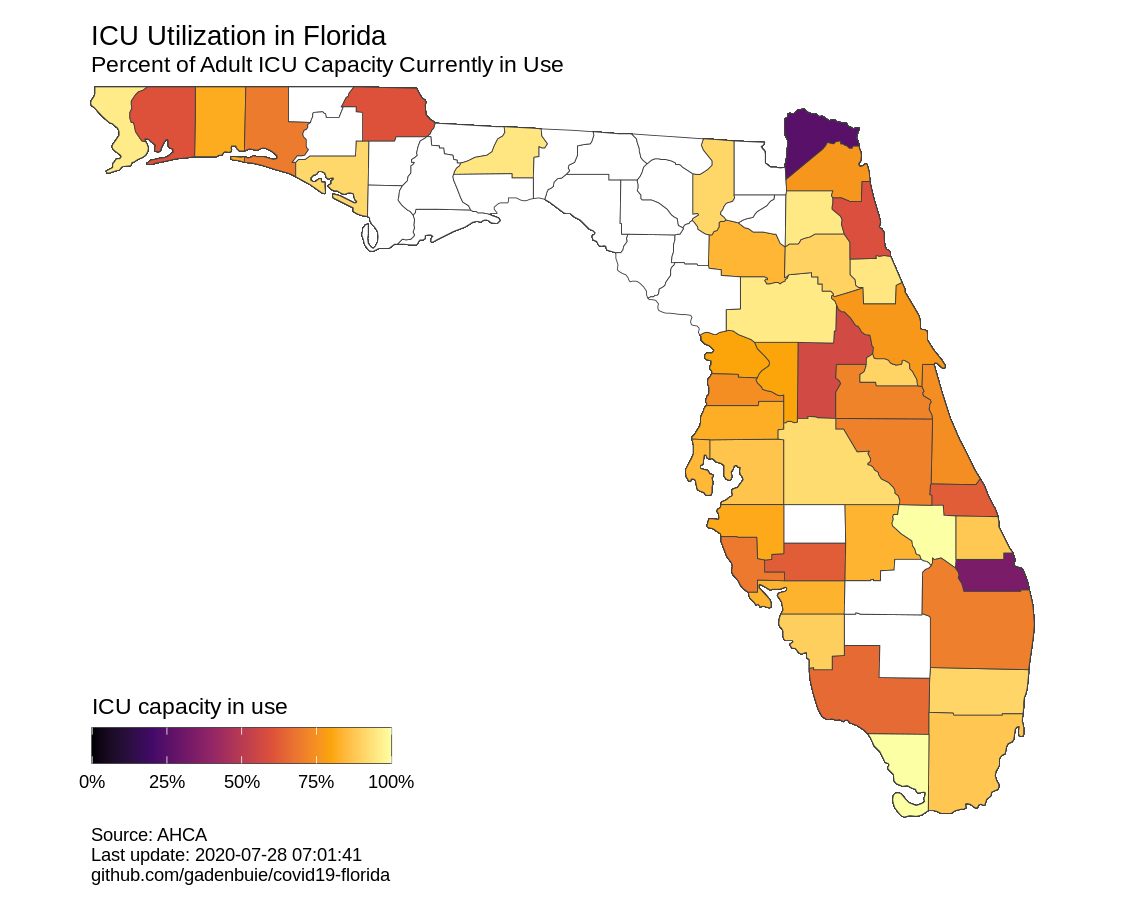 ICU Utilization in Florida
Percent of Adult ICU Capacity Currently in Use
ICU capacity in use
0% 25% 50% 75% 100%
Source: AHCA
Last update: 2020-07-28 07:01:41
github.com/gadenbuie/covid19-florida